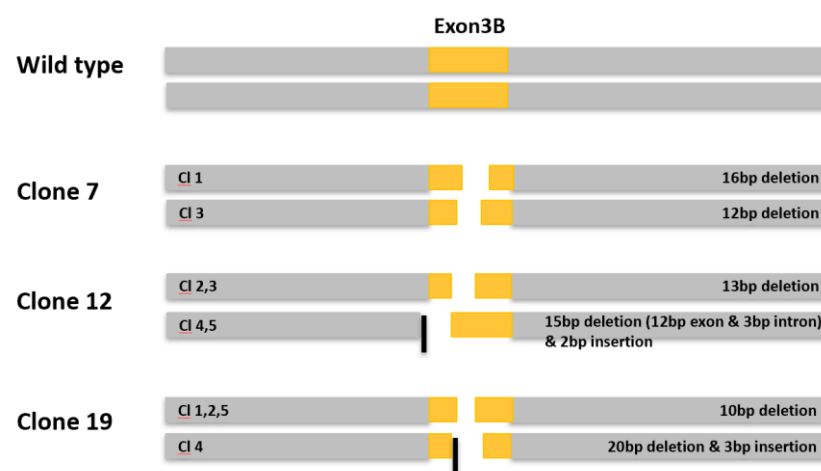 Exon3B
Wild type
Clone 7
Cl 1
16bp deletion
Cl 3
12bp deletion
Clone 12
Cl 2,3
13bp deletion
Cl 4,5
15bp deletion (12bp exon & 3bp intron)
& 2bp insertion
Clone 19
Cl 1,2,5
10bp deletion
Cl 4
20bp deletion & 3bp insertion